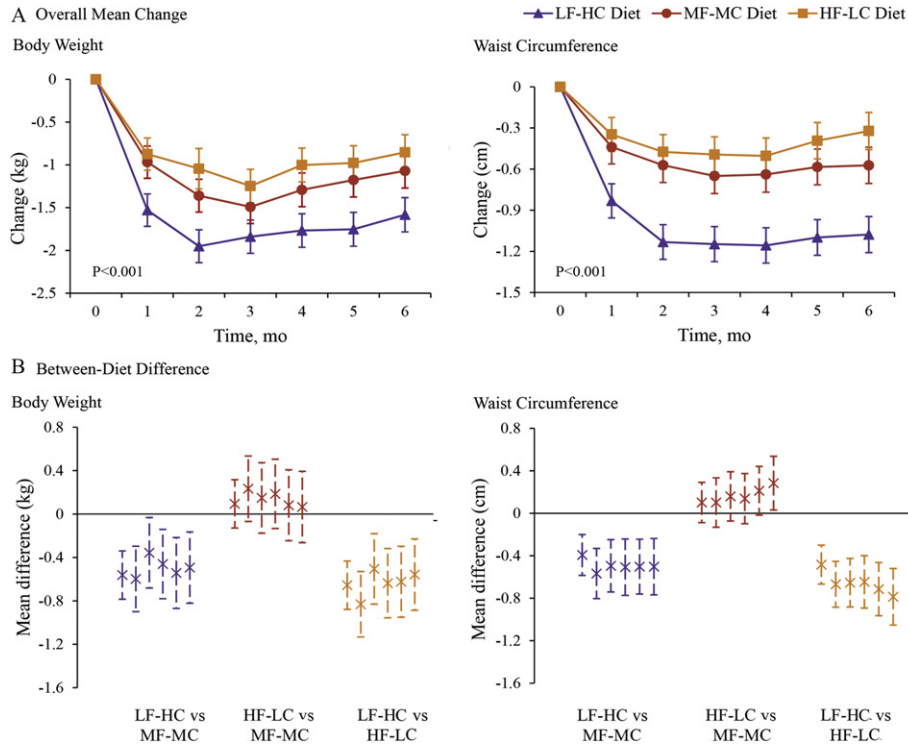 A Overall Mean Change
LF-HC Diet MF-MC Diet HF-LC Diet
Body Weight
0
-0.5
-1
-1.5
-2
-2.5
Change (kg)
P<0.001
0 1 2 3 4 5 6
Time, mo
Waist Circumference
0
-0.3
-0.6
-0.9
-1.2
-1.5
Change (cm)
P<0.001
0 1 2 3 4 5 6
Time, mo
B Between-Diet Difference
Body Weight
0.8
0.4
0
-0.4
-0.8
-1.2
-1.6
Mean difference (kg)
LF-HC vs HF-LC vs LF-HC vs
MF-MC MF-MC HF-LC
Waist Circumference
0.8
0.4
0
-0.4
-0.8
-1.2
-1.6
Mean difference (cm)
LF-HC vs HF-LC vs LF-HC vs
MF-MC MF-MC HF-LC